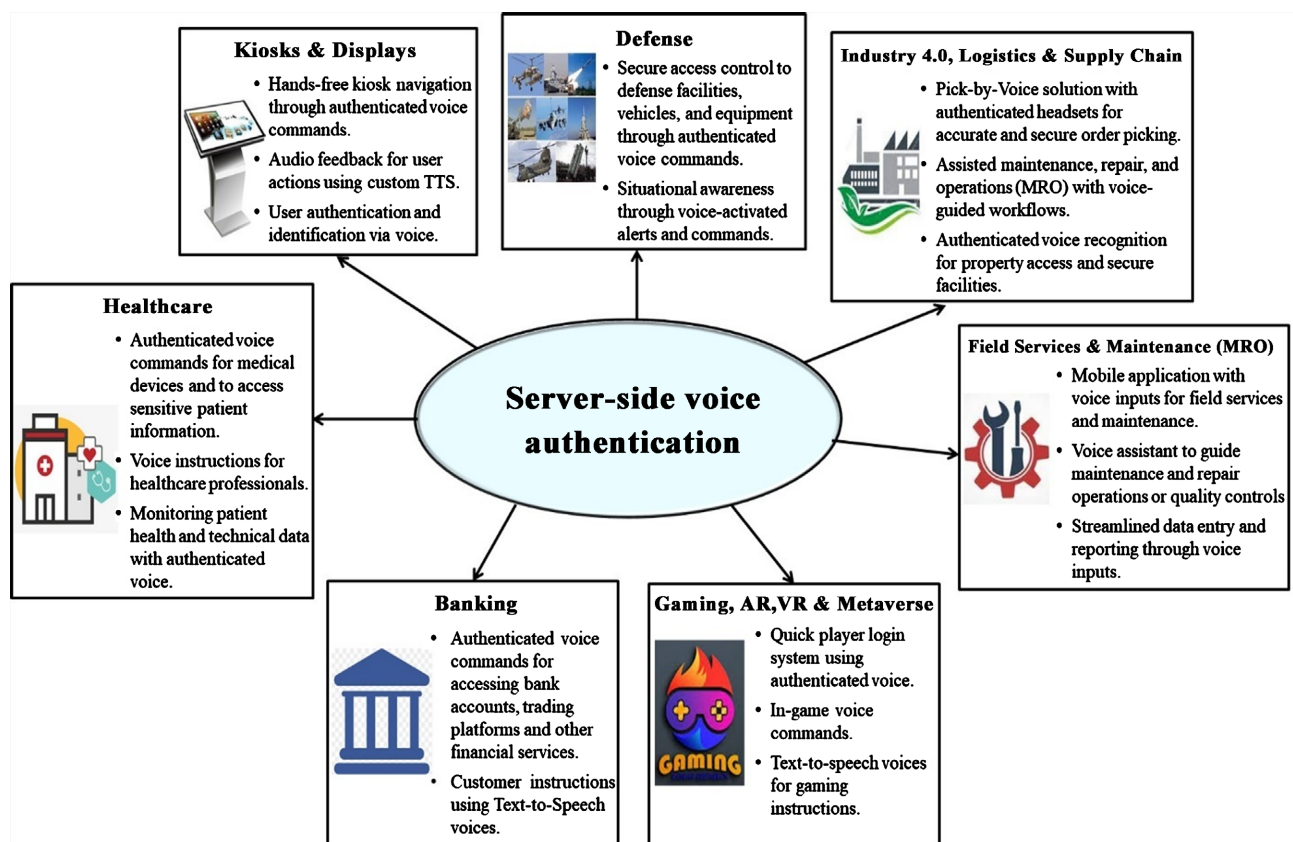 Kiosks & Displays
• Hands-free kiosk navigation
through authenticated voice
commands.
• Audio feedback for user
actions using custom TTS.
• User authentication and
identification via voice.
Defense
• Secure access control to
defense facilities,
vehicles, and equipment
through authenticated
voice commands.
• Situational awareness
through voice-activated
alerts and commands.
Industry 4.0, Logistics & Supply Chain
• Pick-by-Voice solution with
authenticated headsets for
accurate and secure order picking.
• Assisted maintenance, repair, and
operations (MRO) with voice-
guided workflows.
• Authenticated voice recognition
for property access and secure
facilities.
Healthcare
• Authenticated voice
commands for medical
devices and to access
sensitive patient
information.
• Voice instructions for
healthcare professionals.
• Monitoring patient
health and technical data
with authenticated
voice.
Server-side voice
authentication
Field Services & Maintenance (MRO)
• Mobile application with
voice inputs for field services
and maintenance.
• Voice assistant to guide
maintenance and repair
operations or quality controls
• Streamlined data entry and
reporting through voice
inputs.
Banking
• Authenticated voice
commands for
accessing bank
accounts, trading
platforms and other
financial services.
• Customer instructions
using Text-to-Speech
voices.
Gaming, AR,VR & Metaverse
• Quick player login
system using
authenticated voice.
• In-game voice
commands.
• Text-to-speech voices
for gaming
instructions.
GAMING